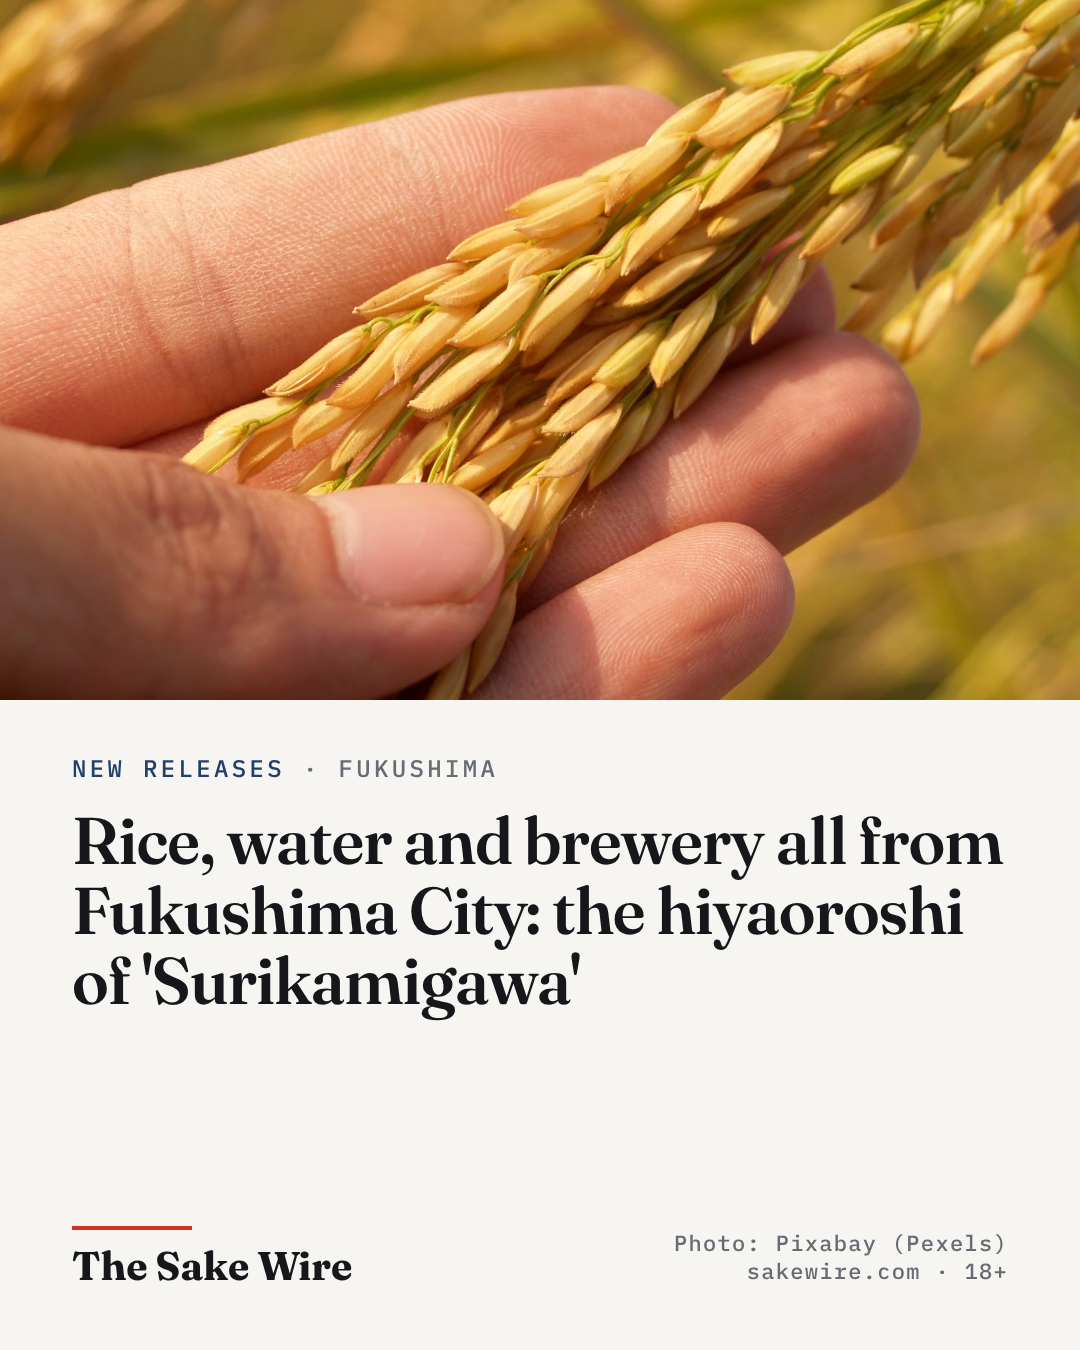 NEW RELEASES · FUKUSHIMA
Rice, water and brewery all from
Fukushima City: the hiyaoroshi
of 'Surikamigawa'
The Sake Wire
Photo: Pixabay (Pexels)
sakewire.com · 18+